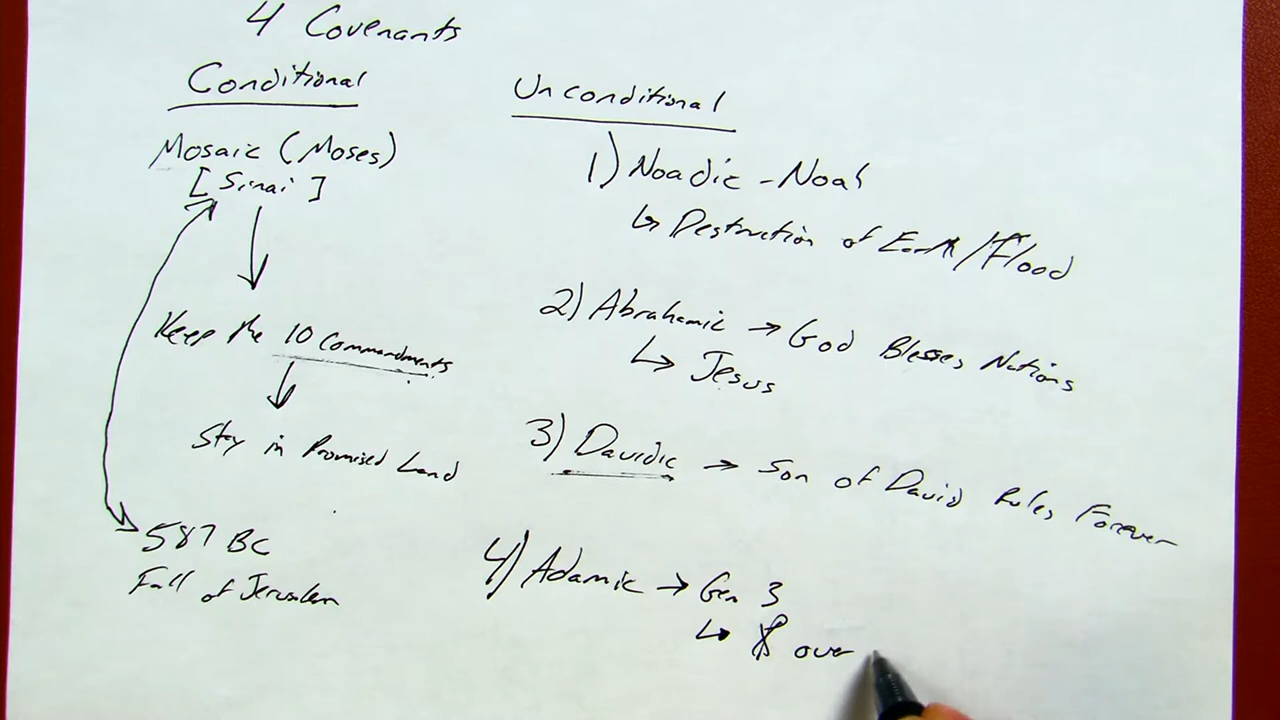 4 Covenants
Conditional
Mosaic (Moses)
[Sinai]
Keep the 10 Commandments
Stay in Promised Land
587 BC
Fall of Jerusalem
Unconditional
1) Noadic - Noah
↳ Destruction of Earth/Flood
2) Abrahamic → God Blesses Nations
↳ Jesus
3) Davidic → Son of David Rules Forever
4) Adamic → Gen 3
↳ over